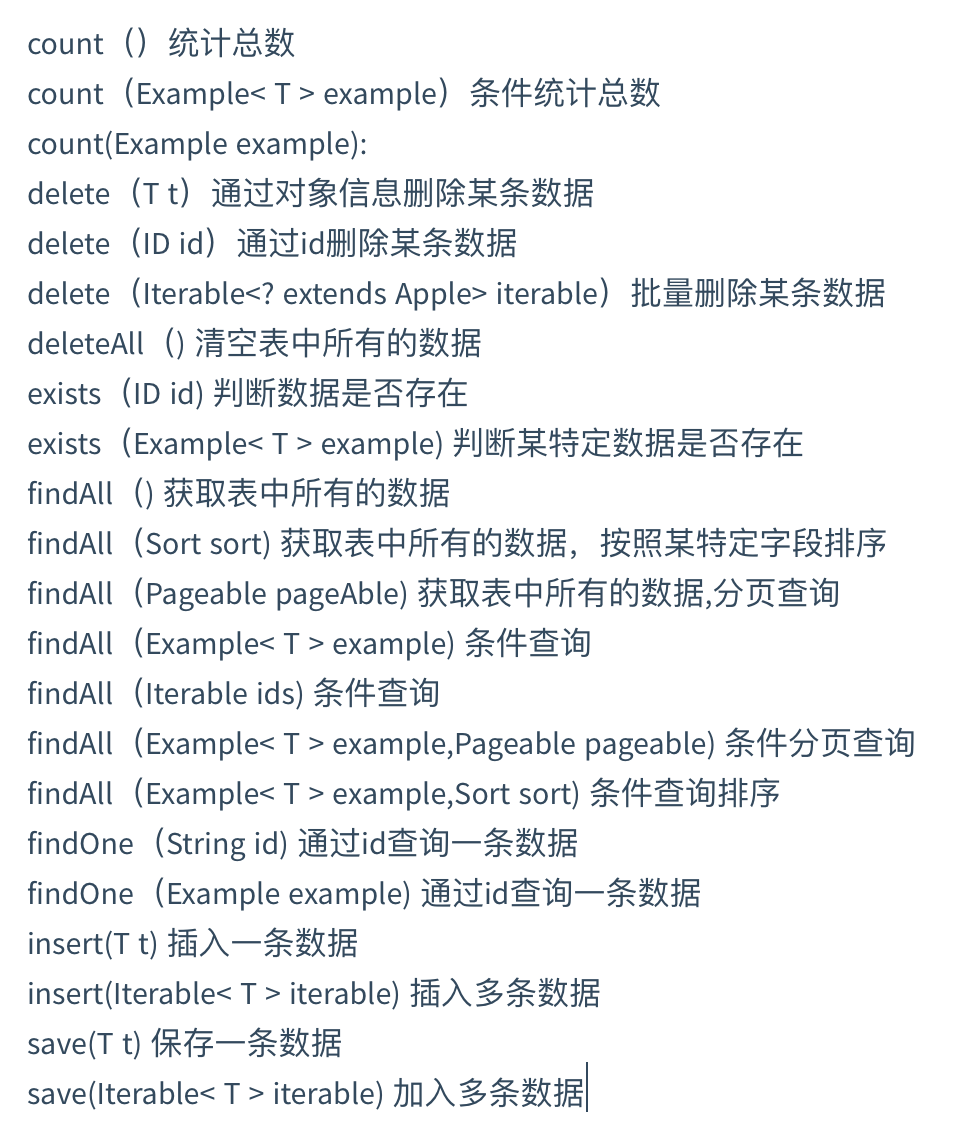 count（）统计总数
count（Example< T > example）条件统计总数
count(Example example):
delete（T t）通过对象信息删除某条数据
delete（ID id）通过id删除某条数据
delete（Iterable<? extends Apple> iterable）批量删除某条数据
deleteAll（) 清空表中所有的数据
exists（ID id) 判断数据是否存在
exists（Example< T > example) 判断某特定数据是否存在
findAll（) 获取表中所有的数据
findAll（Sort sort) 获取表中所有的数据，按照某特定字段排序
findAll（Pageable pageAble) 获取表中所有的数据,分页查询
findAll（Example< T > example) 条件查询
findAll（Iterable ids) 条件查询
findAll（Example< T > example,Pageable pageable) 条件分页查询
findAll（Example< T > example,Sort sort) 条件查询排序
findOne（String id) 通过id查询一条数据
findOne（Example example) 通过id查询一条数据
insert(T t) 插入一条数据
insert(Iterable< T > iterable) 插入多条数据
save(T t) 保存一条数据
save(Iterable< T > iterable) 加入多条数据